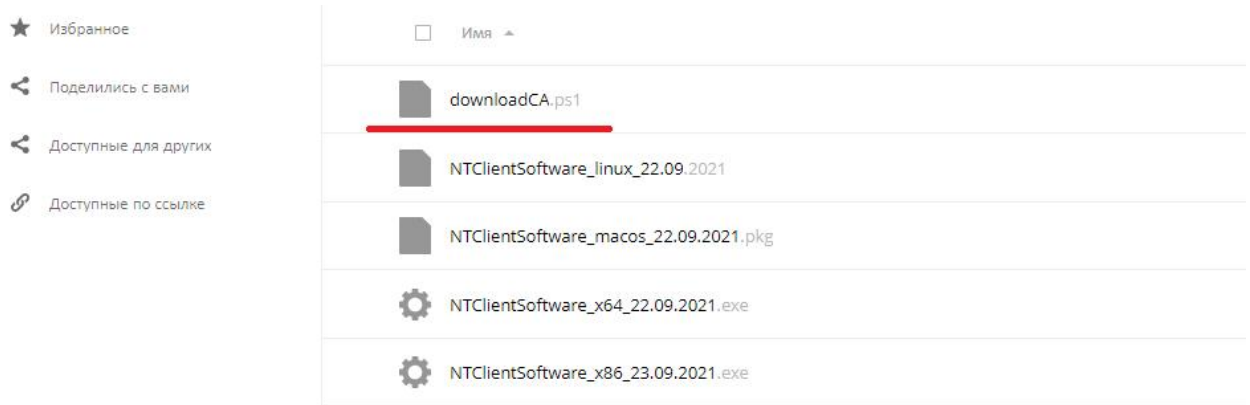 Избранное
Поделились с вами
Доступные для других
Доступные по ссылке
Имя
downloadCA.ps1
NTClientSoftware_linux_22.09.2021
NTClientSoftware_macos_22.09.2021.pkg
NTClientSoftware_x64_22.09.2021.exe
NTClientSoftware_x86_23.09.2021.exe